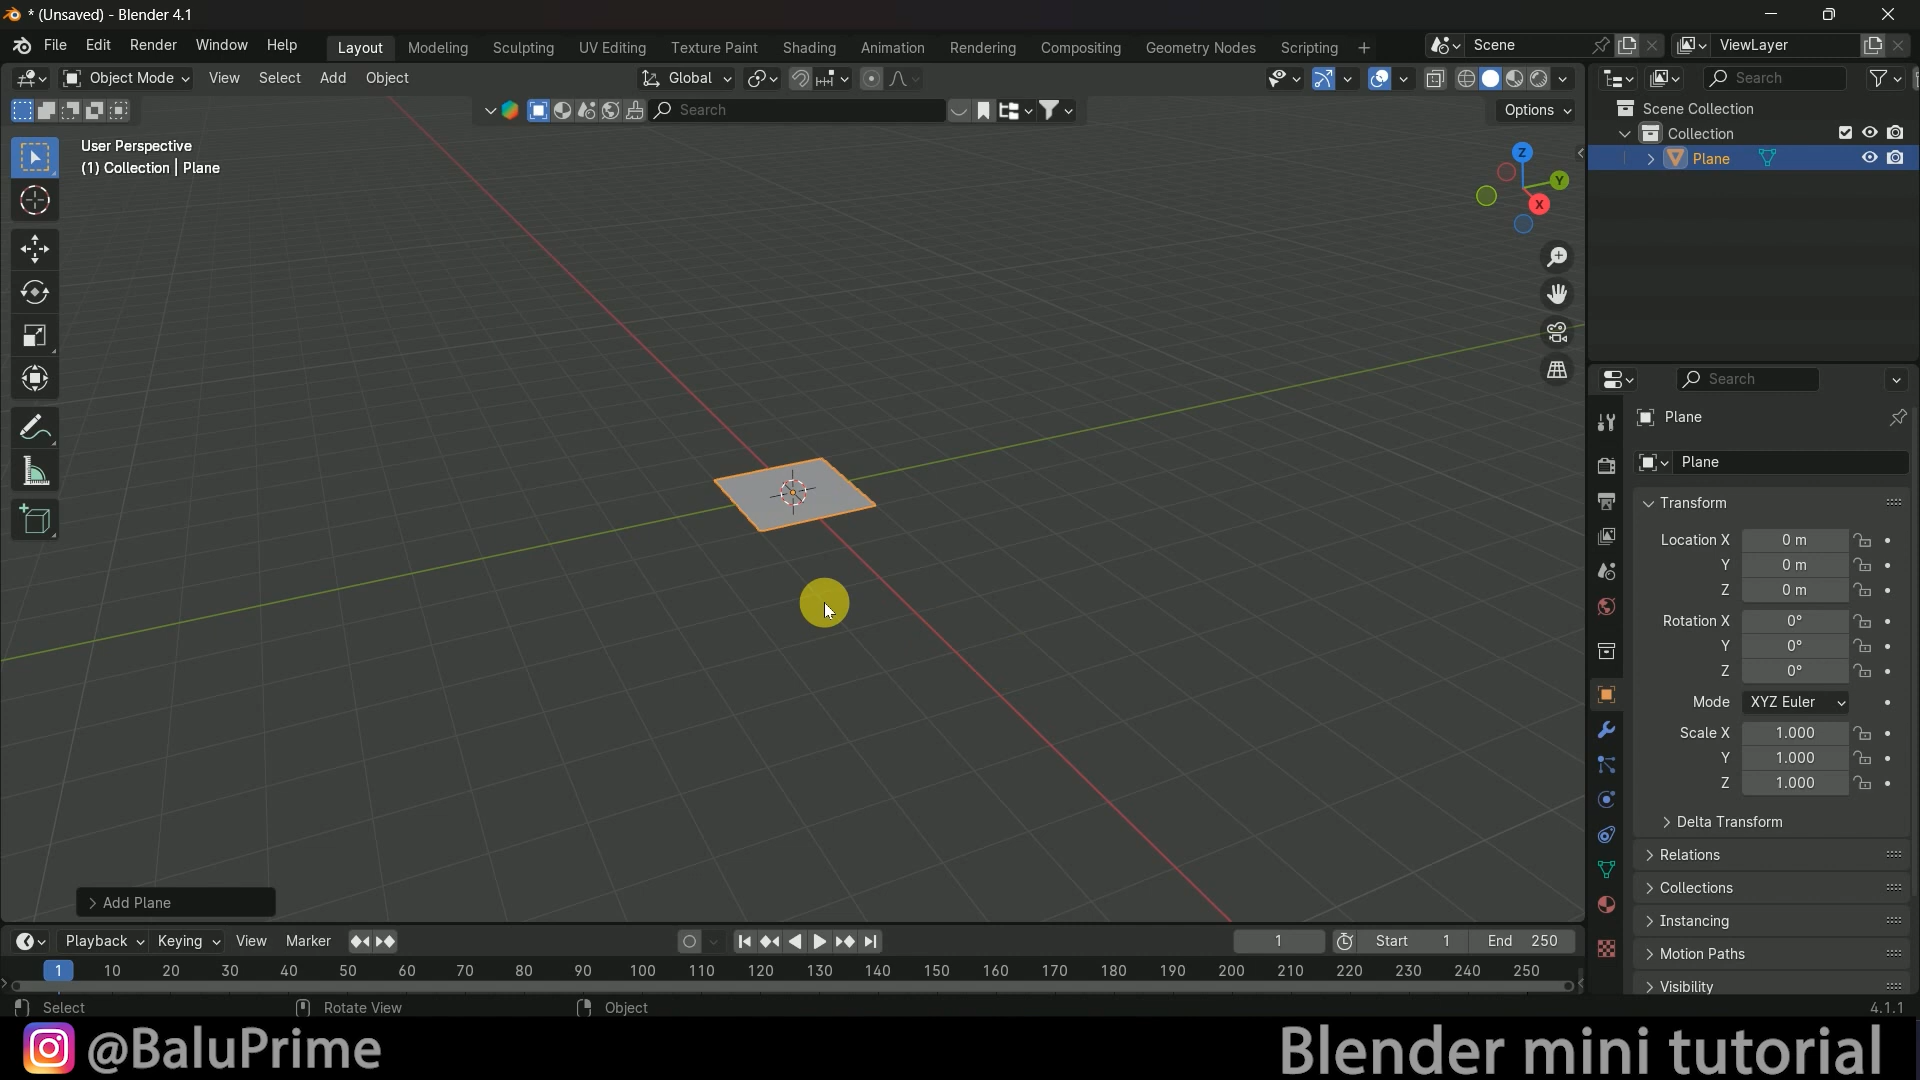 * (Unsaved) - Blender 4.1
File Edit Render Window Help Layout Modeling Sculpting UV Editing Texture Paint Shading Animation Rendering Compositing Geometry Nodes Scripting + Scene ViewLayer
Object Mode View Select Add Object Global Search
Search Options
Scene Collection
Collection
Plane
User Perspective
(1) Collection | Plane
Z
Y
X
Search
Plane
Plane
Transform
Location X 0 m
Y 0 m
Z 0 m
Rotation X 0°
Y 0°
Z 0°
Mode XYZ Euler
Scale X 1.000
Y 1.000
Z 1.000
Delta Transform
Relations
Collections
Instancing
Motion Paths
Visibility
Add Plane
Playback Keying View Marker 1 Start 1 End 250
1 10 20 30 40 50 60 70 80 90 100 110 120 130 140 150 160 170 180 190 200 210 220 230 240 250
Select Rotate View Object 4.1.1
@BaluPrime Blender mini tutorial